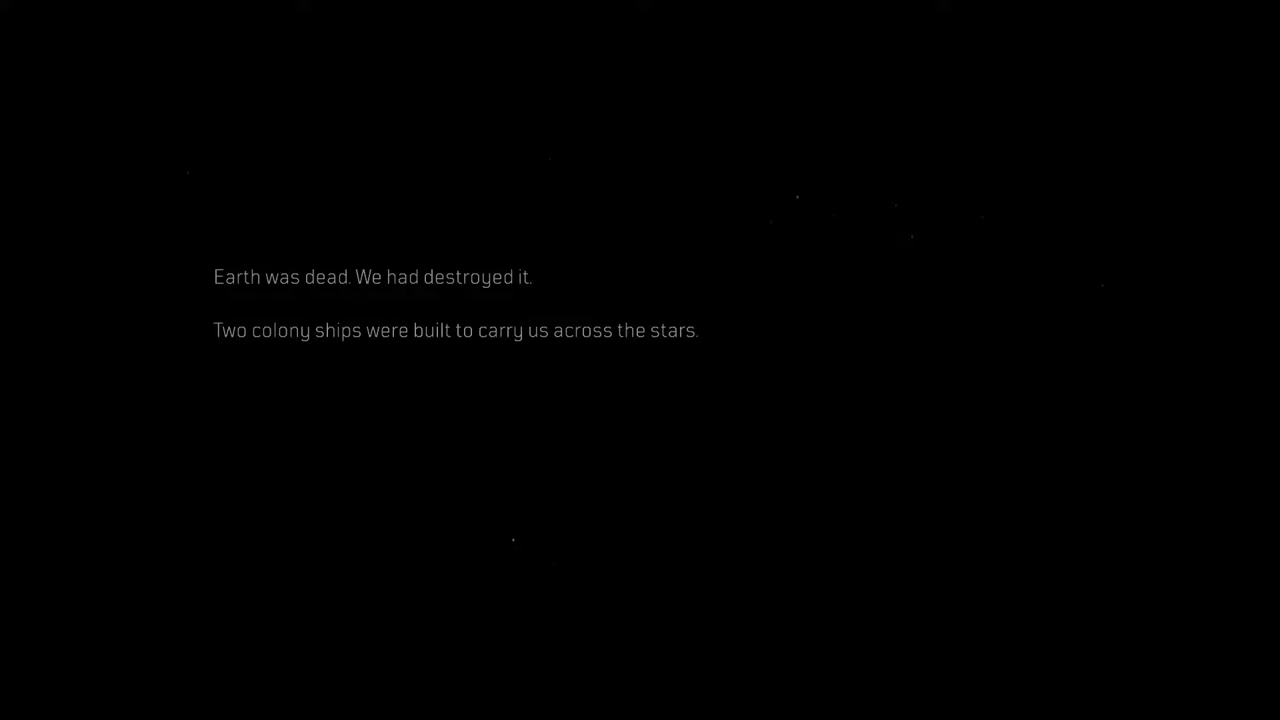 Earth was dead. We had destroyed it.
Two colony ships were built to carry us across the stars.